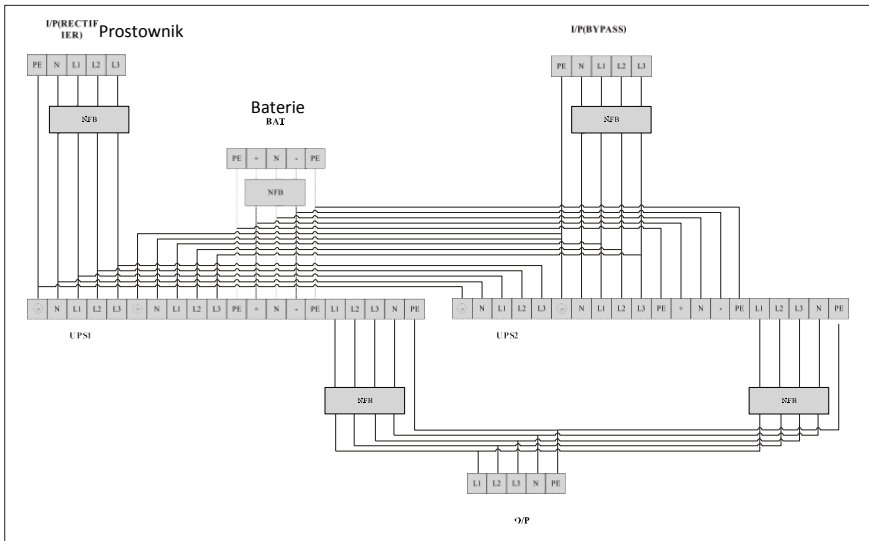 I/P(RECTIF
IER) Prostownik
I/P(BYPASS)
PE N L1 L2 L3
PE N L1 L2 L3
NFB
NFB
Baterie
BAT
PE + N - PE
NFB
N L1 L2 L3 N L1 L2 L3 PE + N - PE L1 L2 L3 N PE
N L1 L2 L3 N L1 L2 L3 PE + N - PE L1 L2 L3 N PE
UPS1
UPS2
NFB
NFB
L1 L2 L3 N PE
O/P